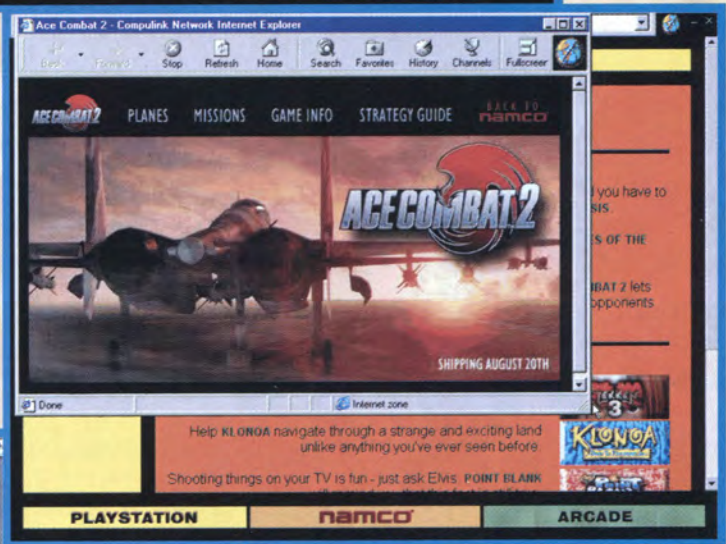 Ace Combat 2 - Compulink Network Internet Explorer
Back Forward Stop Refresh Home Search Favorites History Channels Fullscreen
ACE COMBAT 2 PLANES MISSIONS GAME INFO STRATEGY GUIDE BACK TO namco
ACE COMBAT 2
SHIPPING AUGUST 20TH
Done Internet zone
you have to
SIS.
ES OF THE
BAT 2 lets
opponents
3
Help KLONOA navigate through a strange and exciting land
unlike anything you've ever seen before.
KLONOA
Shooting things on your TV is fun - just ask Elvis. POINT BLANK
PLAYSTATION namco ARCADE